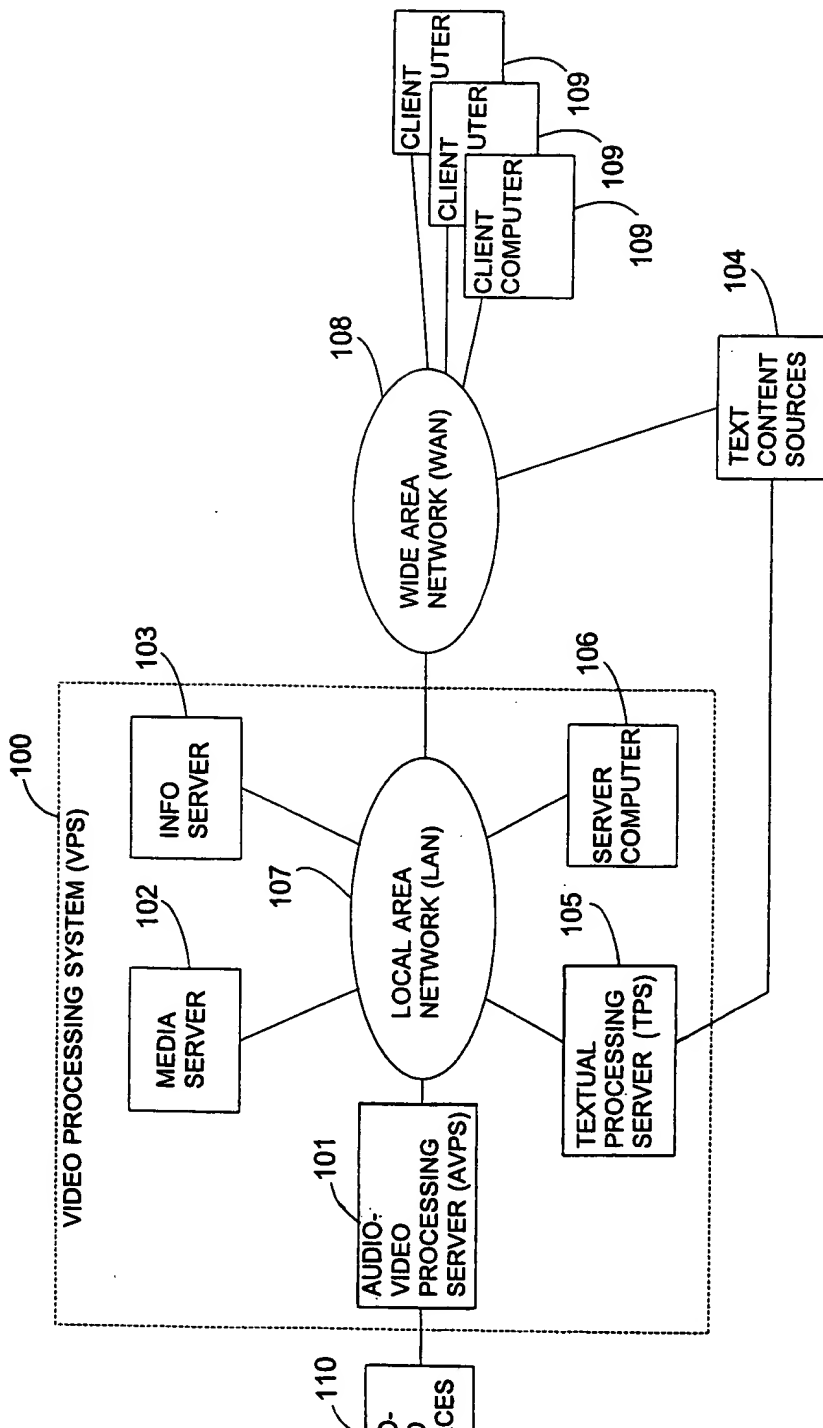 100
VIDEO PROCESSING SYSTEM (VPS)
102
MEDIA
SERVER
103
INFO
SERVER
110
O-
CES
101
AUDIO-
VIDEO
PROCESSING
SERVER (AVPS)
107
LOCAL AREA
NETWORK (LAN)
105
TEXTUAL
PROCESSING
SERVER (TPS)
106
SERVER
COMPUTER
108
WIDE AREA
NETWORK (WAN)
CLIENT
UTER
109
CLIENT
UTER
109
CLIENT
COMPUTER
109
104
TEXT
CONTENT
SOURCES